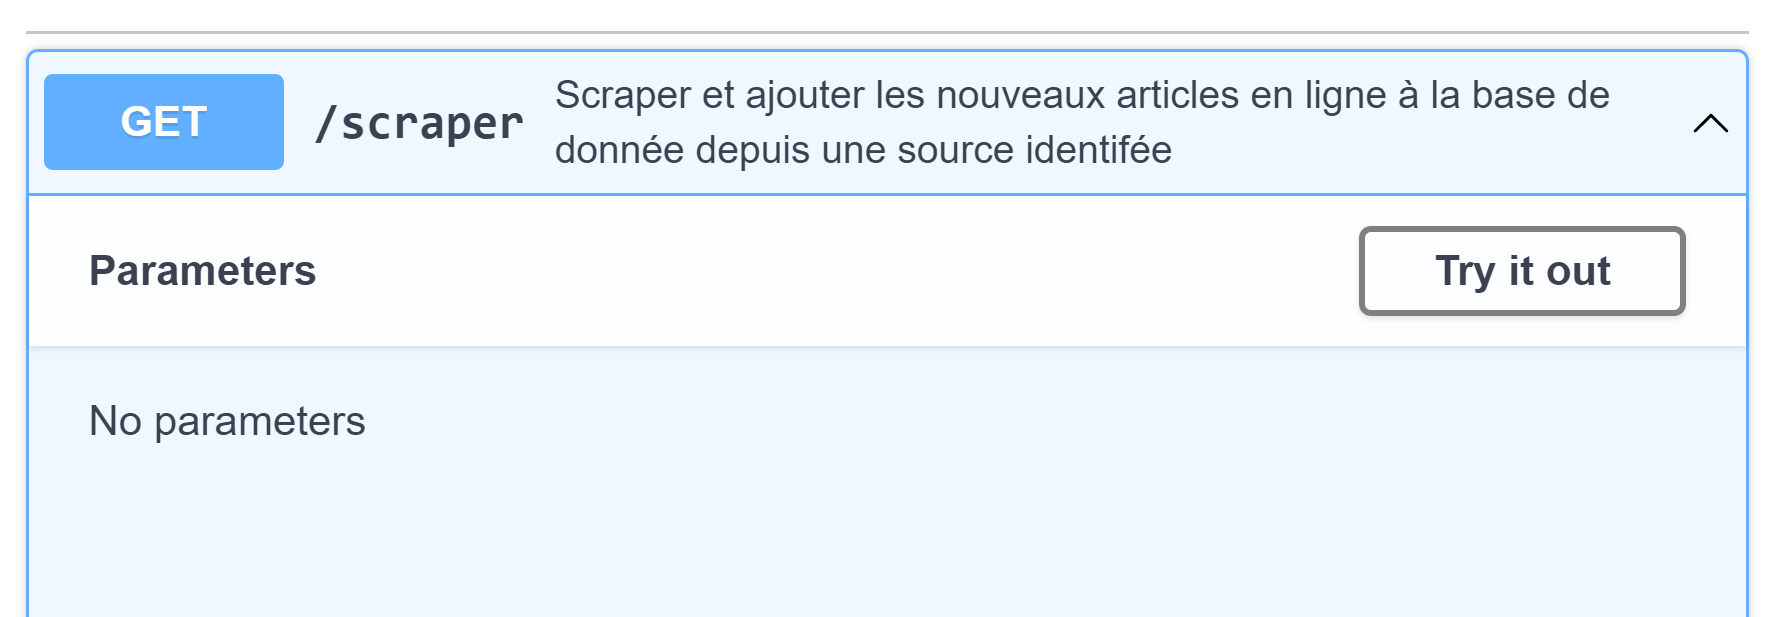 GET /scraper Scraper et ajouter les nouveaux articles en ligne à la base de
donnée depuis une source identifée
Parameters Try it out
No parameters